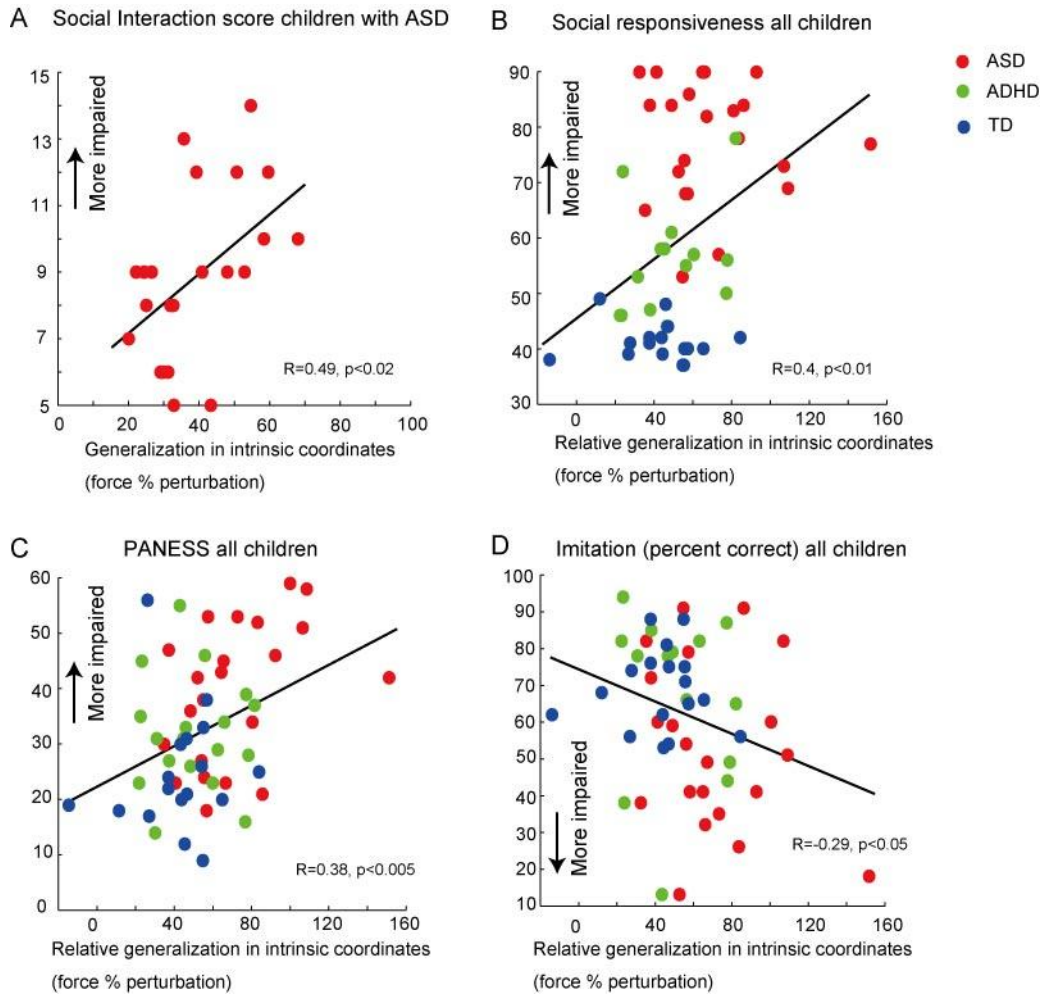 A Social Interaction score children with ASD
15
13
11
9
7
5
More impaired
R=0.49, p<0.02
0 20 40 60 80 100
Generalization in intrinsic coordinates
(force % perturbation)
B Social responsiveness all children
90
80
70
60
50
40
30
More impaired
R=0.4, p<0.01
0 40 80 120 160
Relative generalization in intrinsic coordinates
(force % perturbation)
ASD
ADHD
TD
C PANESS all children
60
50
40
30
20
10
0
More impaired
R=0.38, p<0.005
0 40 80 120 160
Relative generalization in intrinsic coordinates
(force % perturbation)
D Imitation (percent correct) all children
100
90
80
70
60
50
40
30
20
10
More impaired
R=-0.29, p<0.05
0 40 80 120 160
Relative generalization in intrinsic coordinates
(force % perturbation)